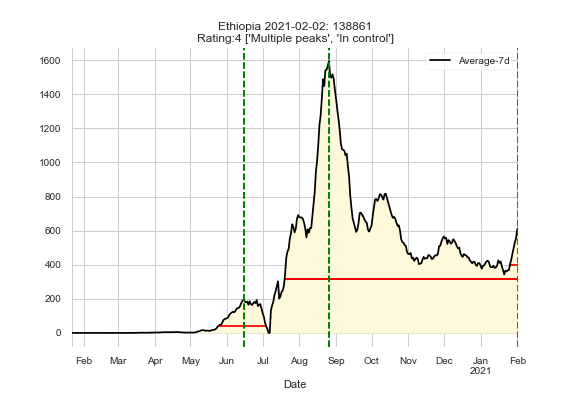 Ethiopia 2021-02-02: 138861
Rating:4 ['Multiple peaks', 'In control']
Average-7d
1600
1400
1200
1000
800
600
400
200
0
Feb Mar Apr May Jun Jul Aug Sep Oct Nov Dec Jan Feb
2021
Date